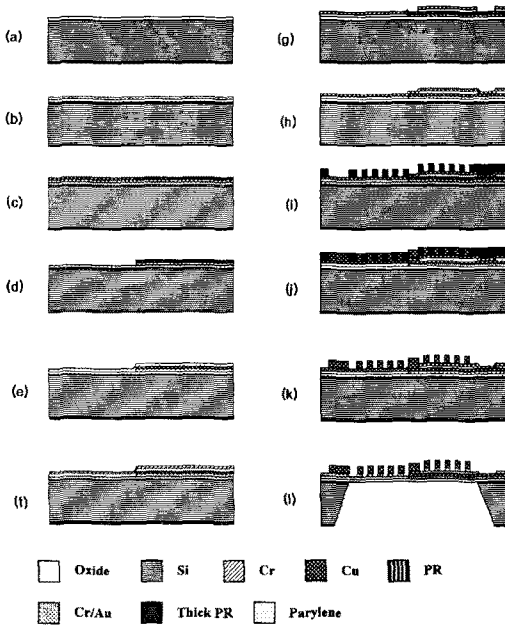 (a)
(b)
(c)
(d)
(e)
(f)
(g)
(h)
(i)
(j)
(k)
(l)
Oxide Si Cr Cu PR
Cr/Au Thick PR Parylene